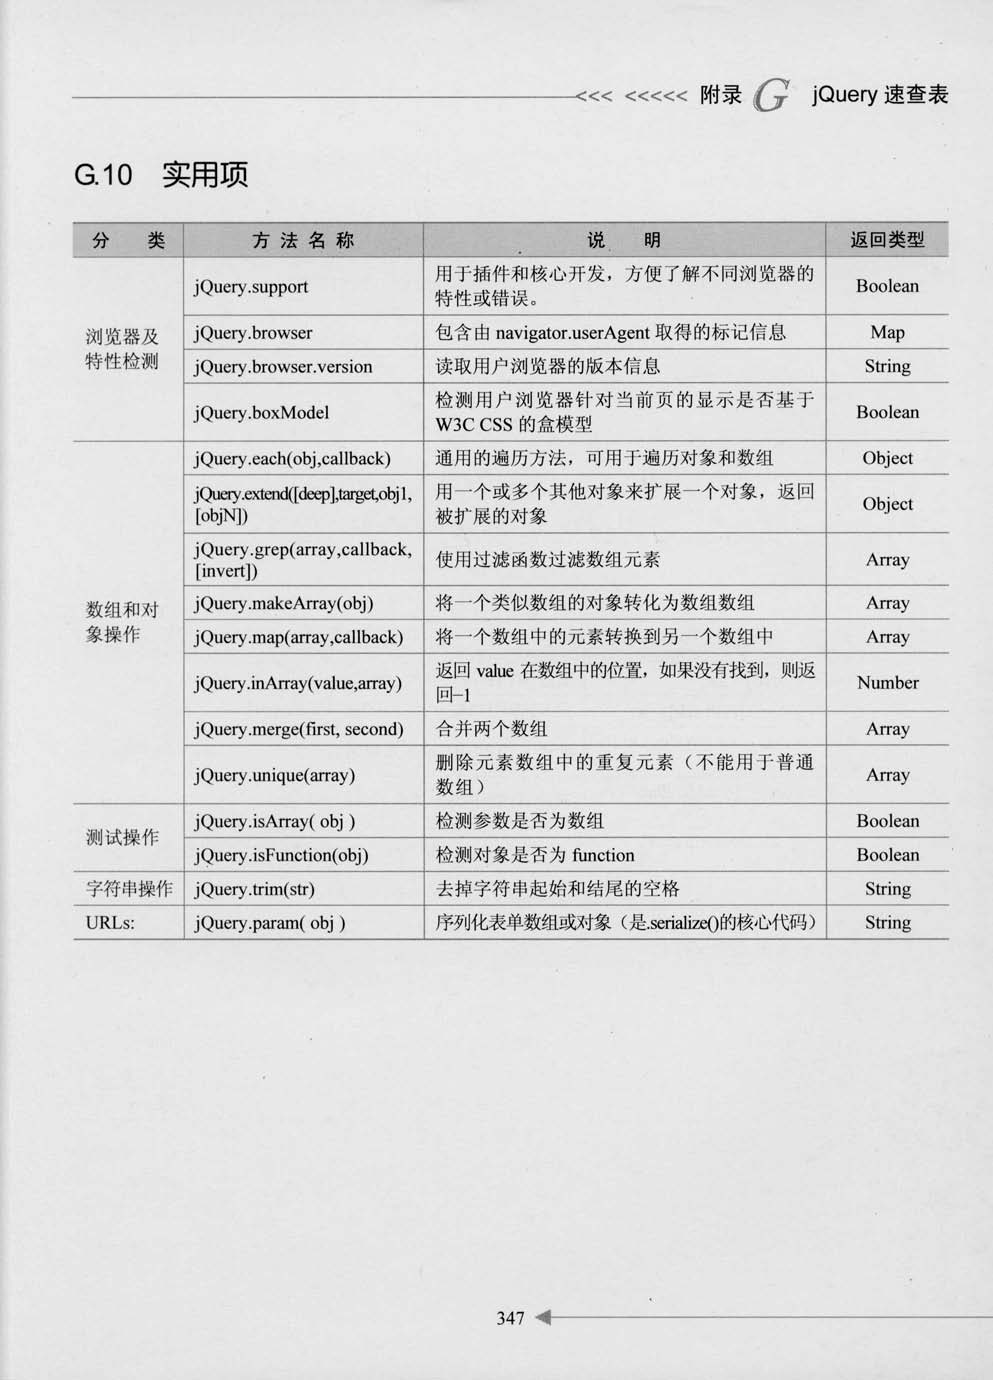 <<< <<<<< 附录 G jQuery 速查表
G.10 实用项
分 类 方 法 名 称 说 明 返回类型
浏览器及
特性检测
jQuery.support
用于插件和核心开发，方便了解不同浏览器的
特性或错误。
Boolean
jQuery.browser 包含由 navigator.userAgent 取得的标记信息 Map
jQuery.browser.version 读取用户浏览器的版本信息 String
jQuery.boxModel
检测用户浏览器针对当前页的显示是否基于
W3C CSS 的盒模型
Boolean
数组和对
象操作
jQuery.each(obj,callback) 通用的遍历方法，可用于遍历对象和数组 Object
jQuery.extend([deep],target,obj1,
[objN])
用一个或多个其他对象来扩展一个对象，返回
被扩展的对象
Object
jQuery.grep(array,callback,
[invert])
使用过滤函数过滤数组元素 Array
jQuery.makeArray(obj) 将一个类似数组的对象转化为数组数组 Array
jQuery.map(array,callback) 将一个数组中的元素转换到另一个数组中 Array
jQuery.inArray(value,array)
返回 value 在数组中的位置，如果没有找到，则返
回–1
Number
jQuery.merge(first, second) 合并两个数组 Array
jQuery.unique(array)
删除元素数组中的重复元素（不能用于普通
数组）
Array
测试操作
jQuery.isArray( obj ) 检测参数是否为数组 Boolean
jQuery.isFunction(obj) 检测对象是否为 function Boolean
字符串操作 jQuery.trim(str) 去掉字符串起始和结尾的空格 String
URLs: jQuery.param( obj ) 序列化表单数组或对象（是.serialize()的核心代码） String
347